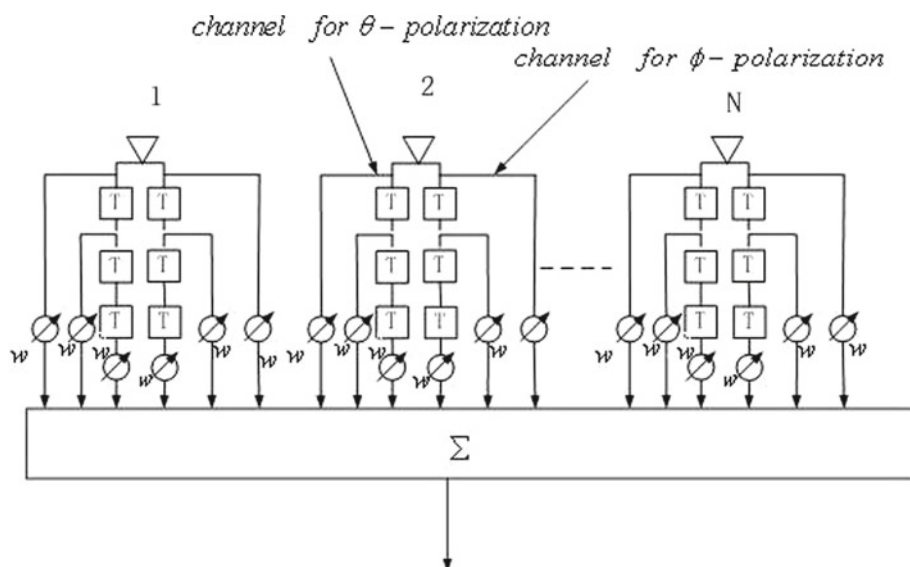 channel for θ- polarization
channel for ϕ- polarization
1 2 N
T T T T T T
T T T T T T
T T T T T T
w w w w w w w w w w w w w
w w w
Σ